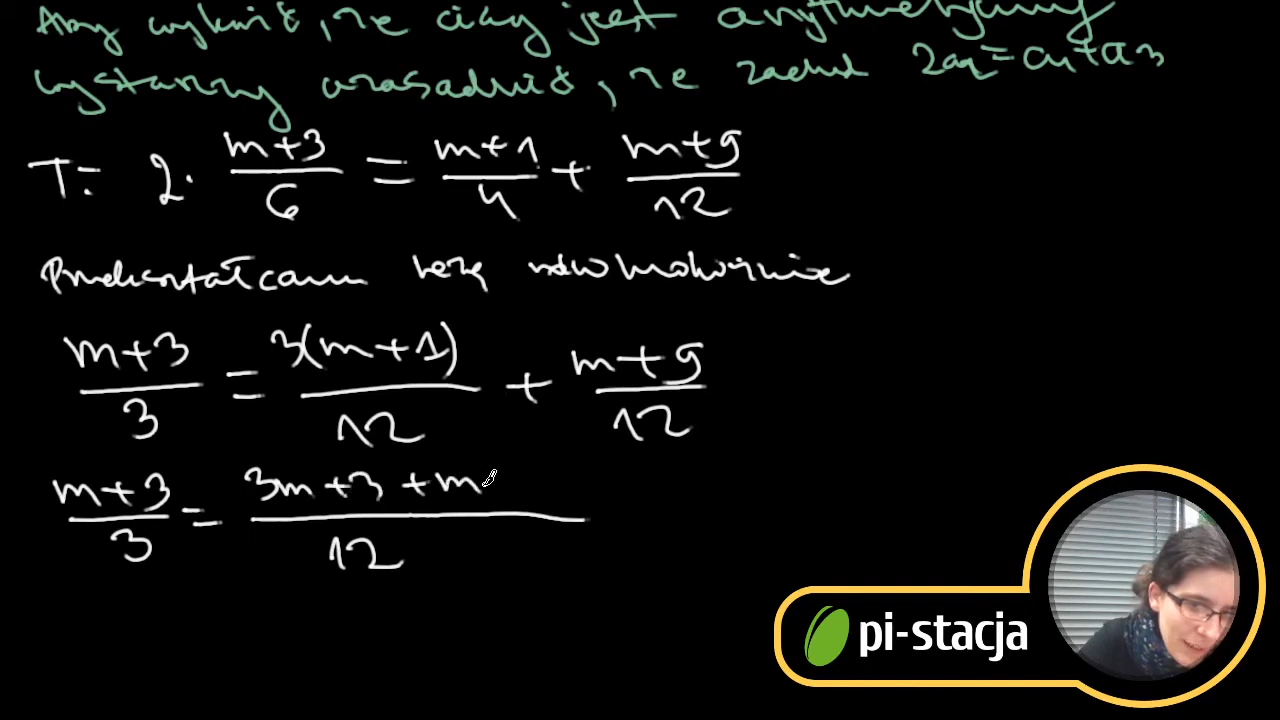 Aby wykazać, że ciąg jest arytmetyczny
wystarczy uzasadnić, że zachodzi 2a₂=a₁+a₃
T: 2· (m+3)/6 = (m+1)/4 + (m+9)/12
Przekształcam tezę równoważnie
(m+3)/3 = 3(m+1)/12 + (m+9)/12
(m+3)/3 = (3m+3+m)/12
pi-stacja